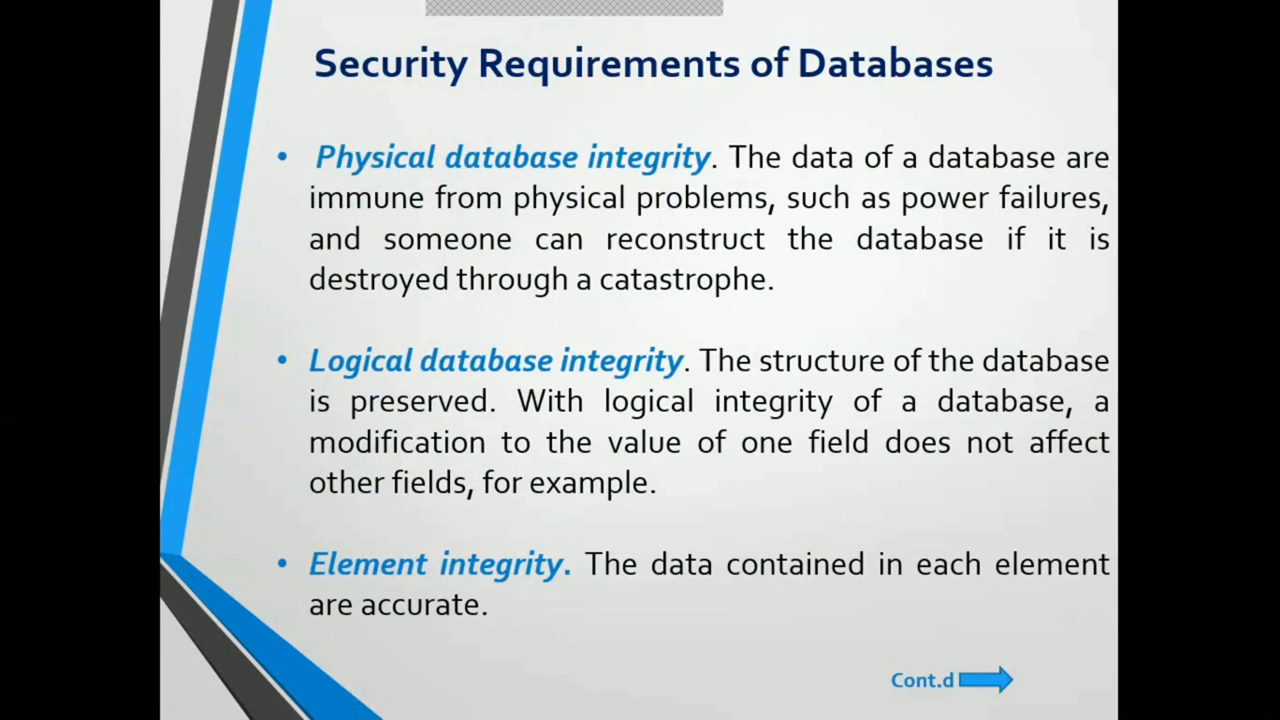 Security Requirements of Databases
• Physical database integrity. The data of a database are
immune from physical problems, such as power failures,
and someone can reconstruct the database if it is
destroyed through a catastrophe.
• Logical database integrity. The structure of the database
is preserved. With logical integrity of a database, a
modification to the value of one field does not affect
other fields, for example.
• Element integrity. The data contained in each element
are accurate.
Cont.d